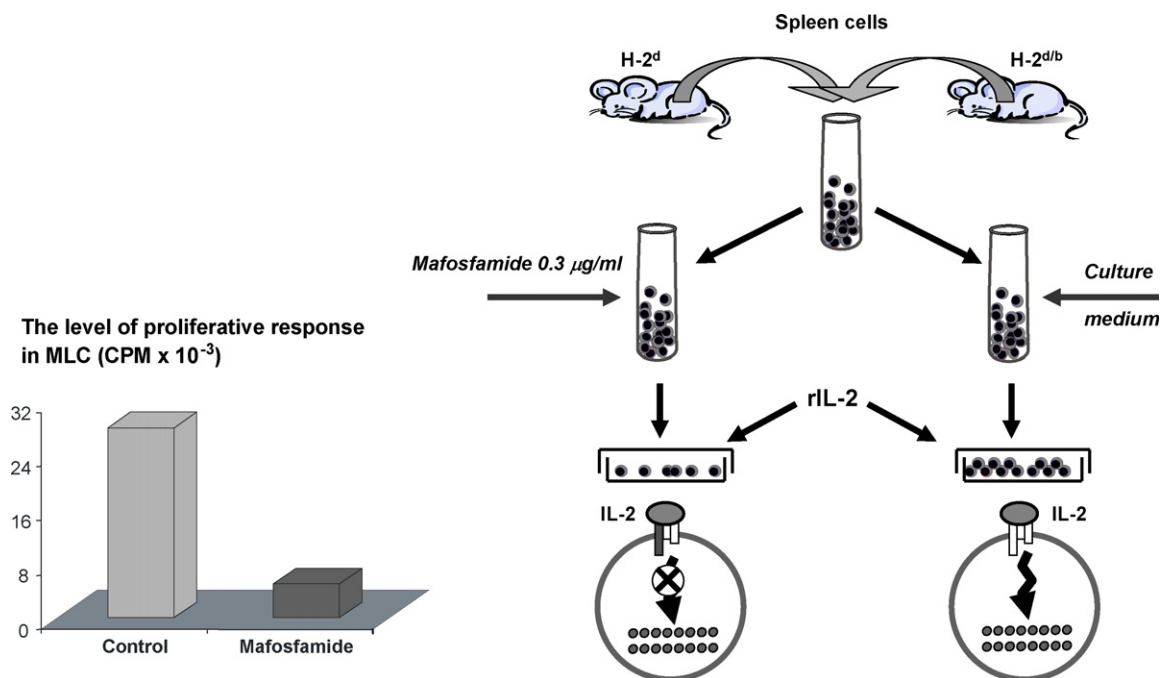 Spleen cells
H-2ᵈ
H-2ᵈ/ᵇ
Mafosfamide 0.3 μg/ml
Culture
medium
The level of proliferative response
in MLC (CPM x 10⁻³)
32
24
16
8
0
Control
Mafosfamide
rIL-2
IL-2
IL-2